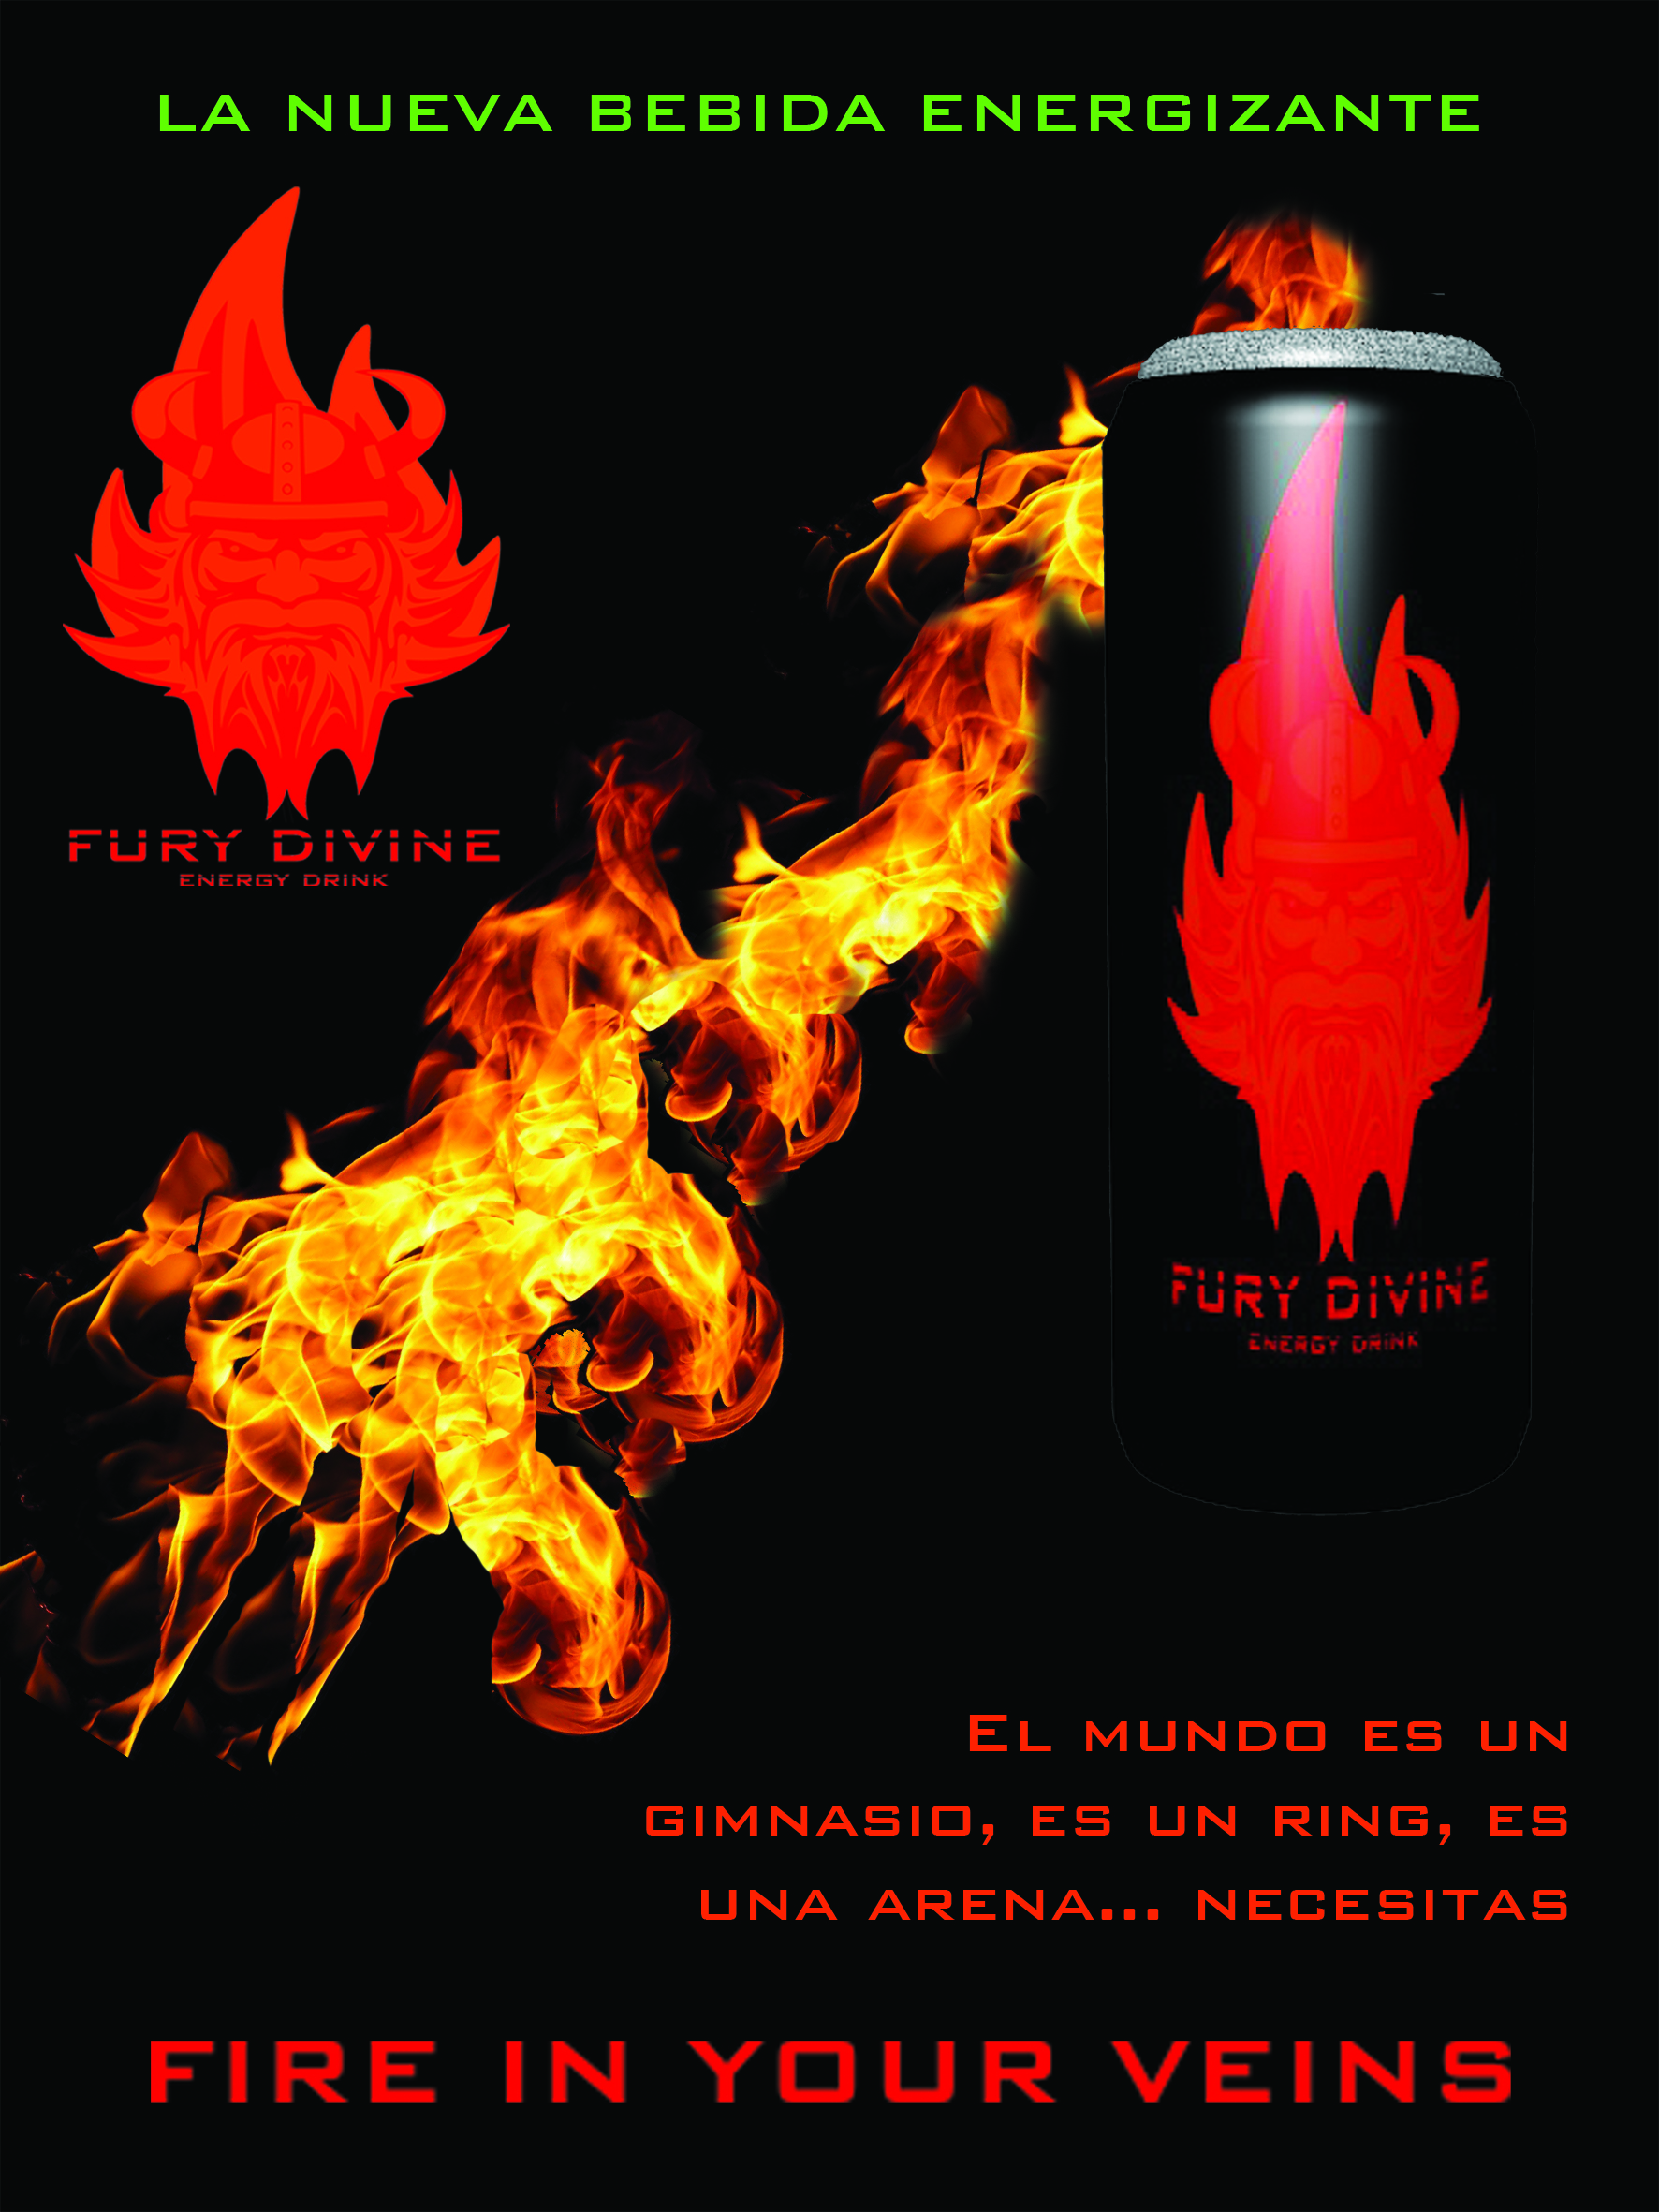 LA NUEVA BEBIDA ENERGIZANTE
FURY DIVINE
ENERGY DRINK
FURY DIVINE
ENERGY DRINK
EL MUNDO ES UN
GIMNASIO, ES UN RING, ES
UNA ARENA... NECESITAS
FIRE IN YOUR VEINS